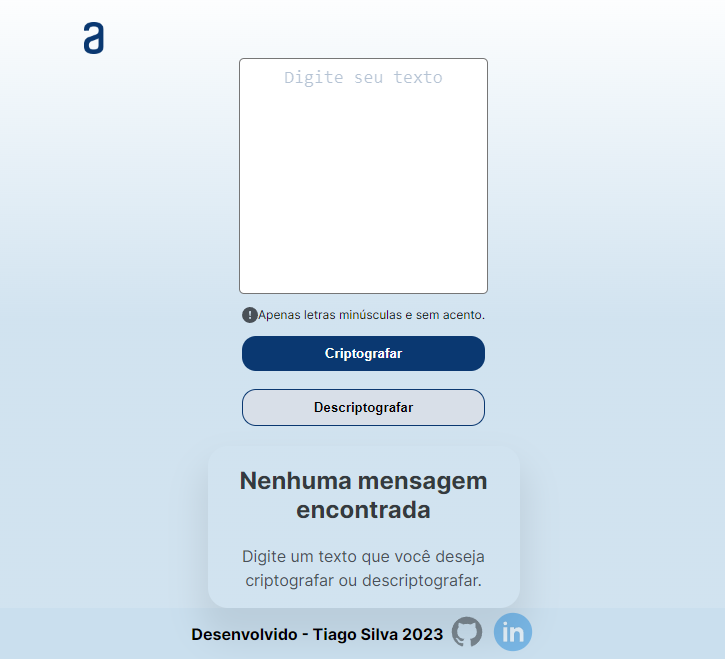 a
Digite seu texto
Apenas letras minúsculas e sem acento.
Criptografar
Descriptografar
Nenhuma mensagem
encontrada
Digite um texto que você deseja
criptografar ou descriptografar.
Desenvolvido - Tiago Silva 2023 in